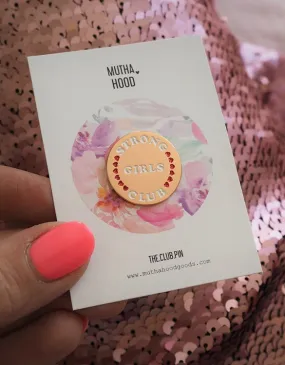 MUTHA.
HOOD
STRONG
GIRLS
CLUB
THE CLUB PIN
www.muthahoodgoods.com